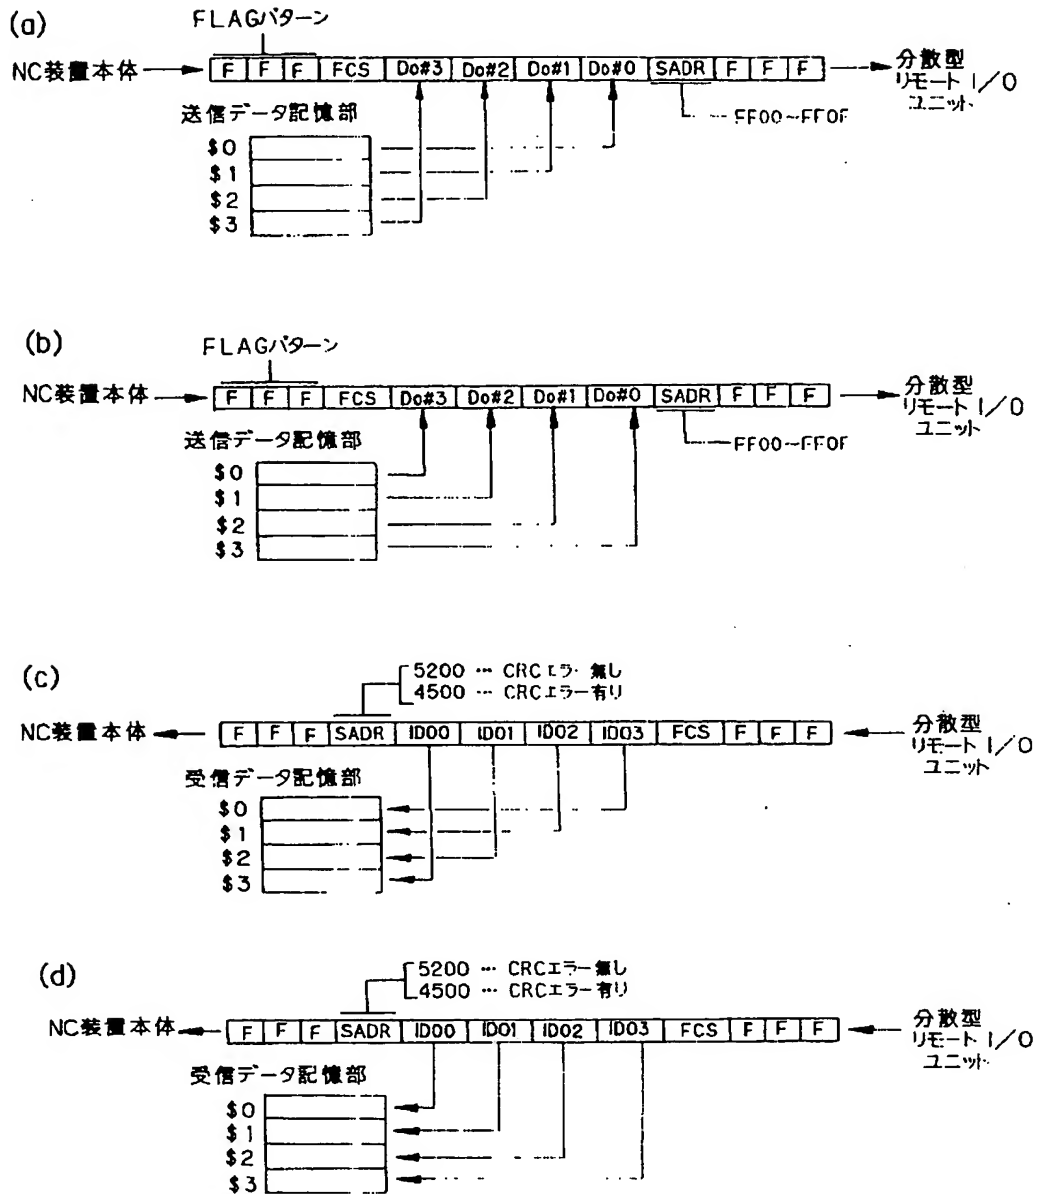 (a)
FLAGパターン
NC装置本体 F F F FCS Do#3 Do#2 Do#1 Do#0 SADR F F F 分散型
リモート I/O
ユニット
FF00~FF0F
送信データ記憶部
$0
$1
$2
$3
(b)
FLAGパターン
NC装置本体 F F F FCS Do#3 Do#2 Do#1 Do#0 SADR F F F 分散型
リモート I/O
ユニット
FF00~FF0F
送信データ記憶部
$0
$1
$2
$3
(c)
5200 … CRCエラー 無し
4500 … CRCエラー有り
NC装置本体 F F F SADR ID00 ID01 ID02 ID03 FCS F F F 分散型
リモート I/O
ユニット
受信データ記憶部
$0
$1
$2
$3
(d)
5200 … CRCエラー無し
4500 … CRCエラー有り
NC装置本体 F F F SADR ID00 ID01 ID02 ID03 FCS F F F 分散型
リモート I/O
ユニット
受信データ記憶部
$0
$1
$2
$3